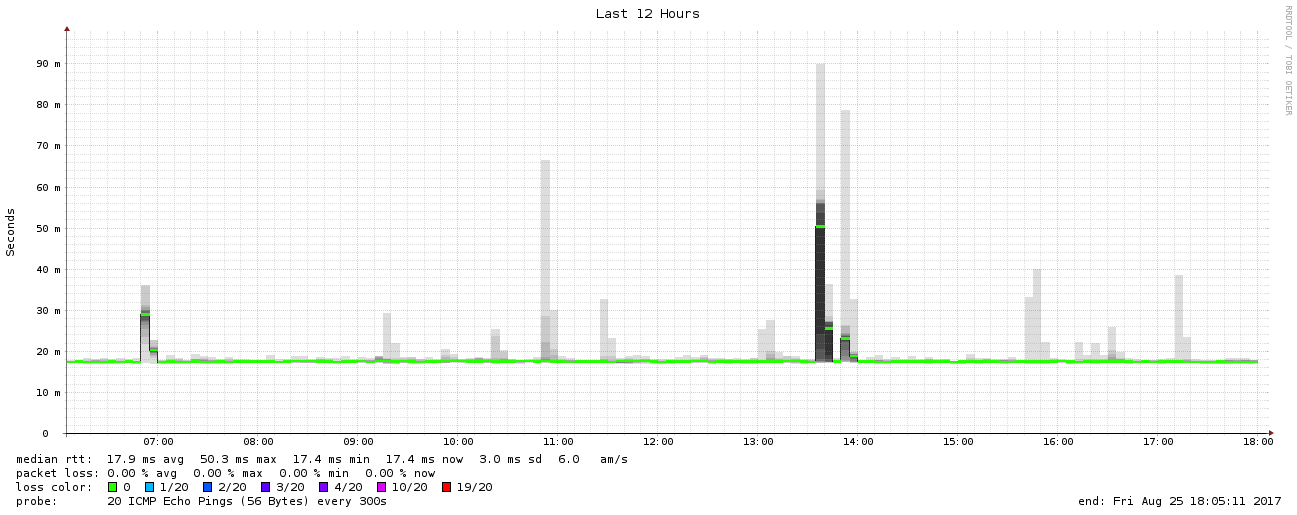 Last 12 Hours
RRDTOOL / TOBI OETIKER
Seconds
90 m
80 m
70 m
60 m
50 m
40 m
30 m
20 m
10 m
0
07:00 08:00 09:00 10:00 11:00 12:00 13:00 14:00 15:00 16:00 17:00 18:00
median rtt: 17.9 ms avg 50.3 ms max 17.4 ms min 17.4 ms now 3.0 ms sd 6.0 am/s
packet loss: 0.00 % avg 0.00 % max 0.00 % min 0.00 % now
loss color: 0 1/20 2/20 3/20 4/20 10/20 19/20
probe: 20 ICMP Echo Pings (56 Bytes) every 300s end: Fri Aug 25 18:05:11 2017